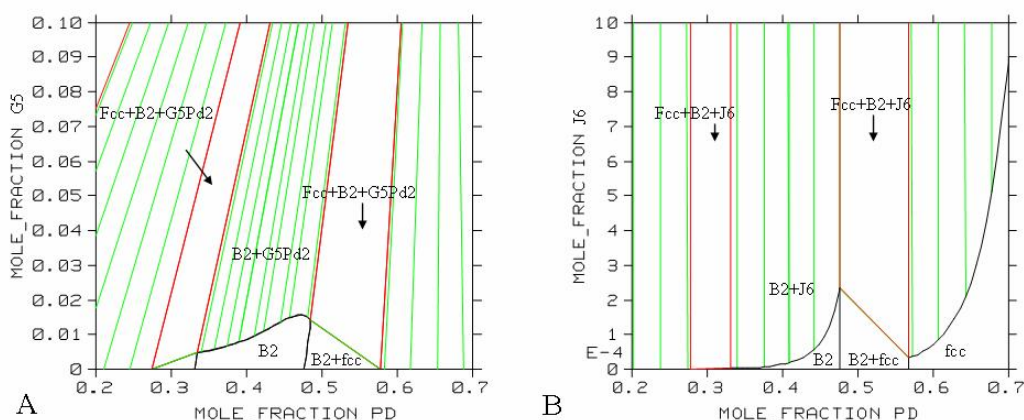 0.10
0.09
0.08
0.07
0.06
0.05
0.04
0.03
0.02
0.01
0
MOLE_FRACTION G5
Fcc+B2+G5Pd2
Fcc+B2+G5Pd2
B2+G5Pd2
B2
B2+fcc
0.2 0.3 0.4 0.5 0.6 0.7
MOLE FRACTION PD
A
10
9
8
7
6
5
4
3
2
1
E-4
0
MOLE_FRACTION J6
Fcc+B2+J6
Fcc+B2+J6
B2+J6
B2
B2+fcc
fcc
0.2 0.3 0.4 0.5 0.6 0.7
MOLE FRACTION PD
B